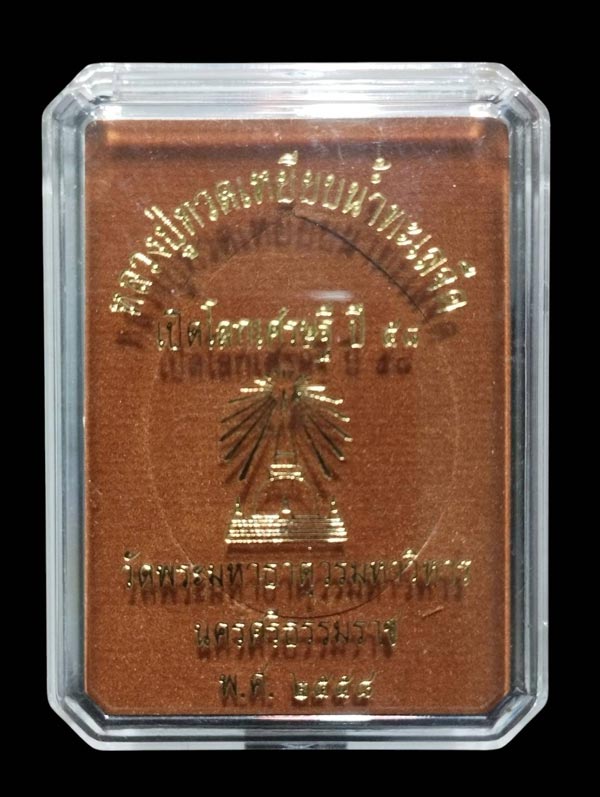 หลวงปู่ทวดเหยียบน้ำทะเลจืด
เปิดโลกเศรษฐี ปี ๕๘
วัดพระมหาธาตุวรมหาวิหาร
นครศรีธรรมราช
พ.ศ. ๒๕๕๘